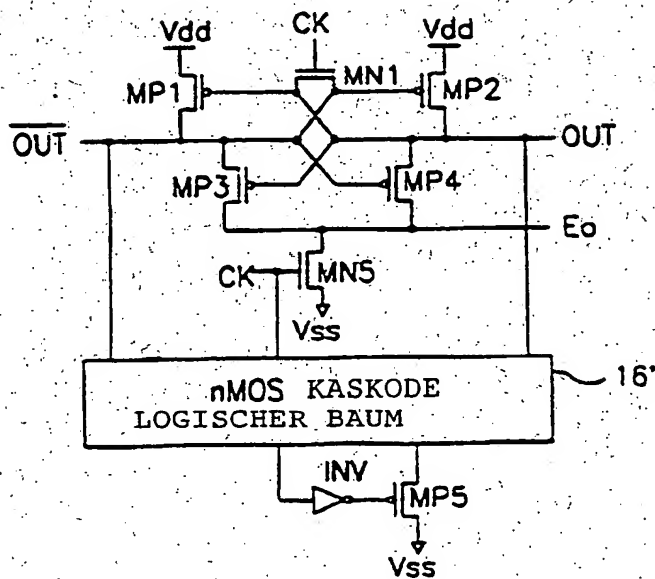 CK
Vdd
Vdd
MP1
MN1
MP2
OUT
OUT
MP3
MP4
Eo
CK
MN5
Vss
nMOS KASKODE
LOGISCHER BAUM
16'
INV
MP5
Vss